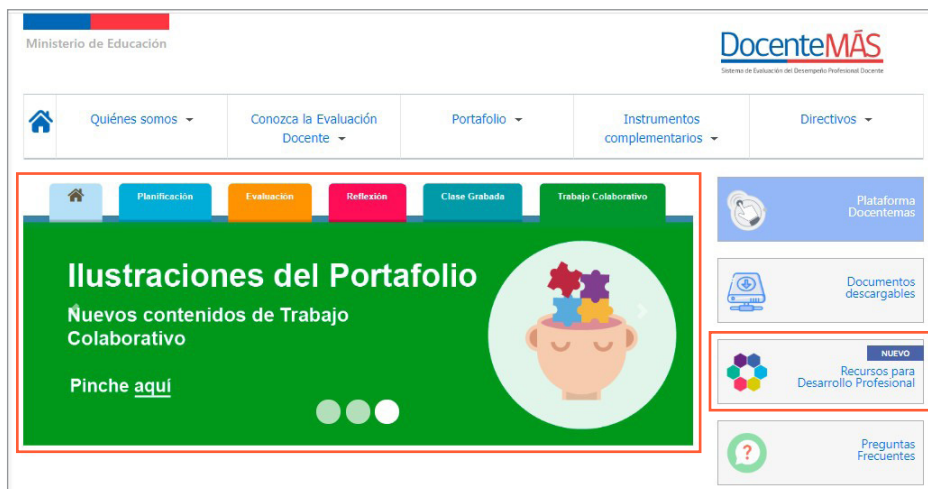 Ministerio de Educación
DocenteMÁS
Sistema de Evaluación del Desempeño Profesional Docente
Quiénes somos
Conozca la Evaluación
Docente
Portafolio
Instrumentos
complementarios
Directivos
Planificación
Evaluación
Reflexión
Clase Grabada
Trabajo Colaborativo
Ilustraciones del Portafolio
Nuevos contenidos de Trabajo
Colaborativo
Pinche aquí
Plataforma
Docentemas
Documentos
descargables
NUEVO
Recursos para
Desarrollo Profesional
?
Preguntas
Frecuentes